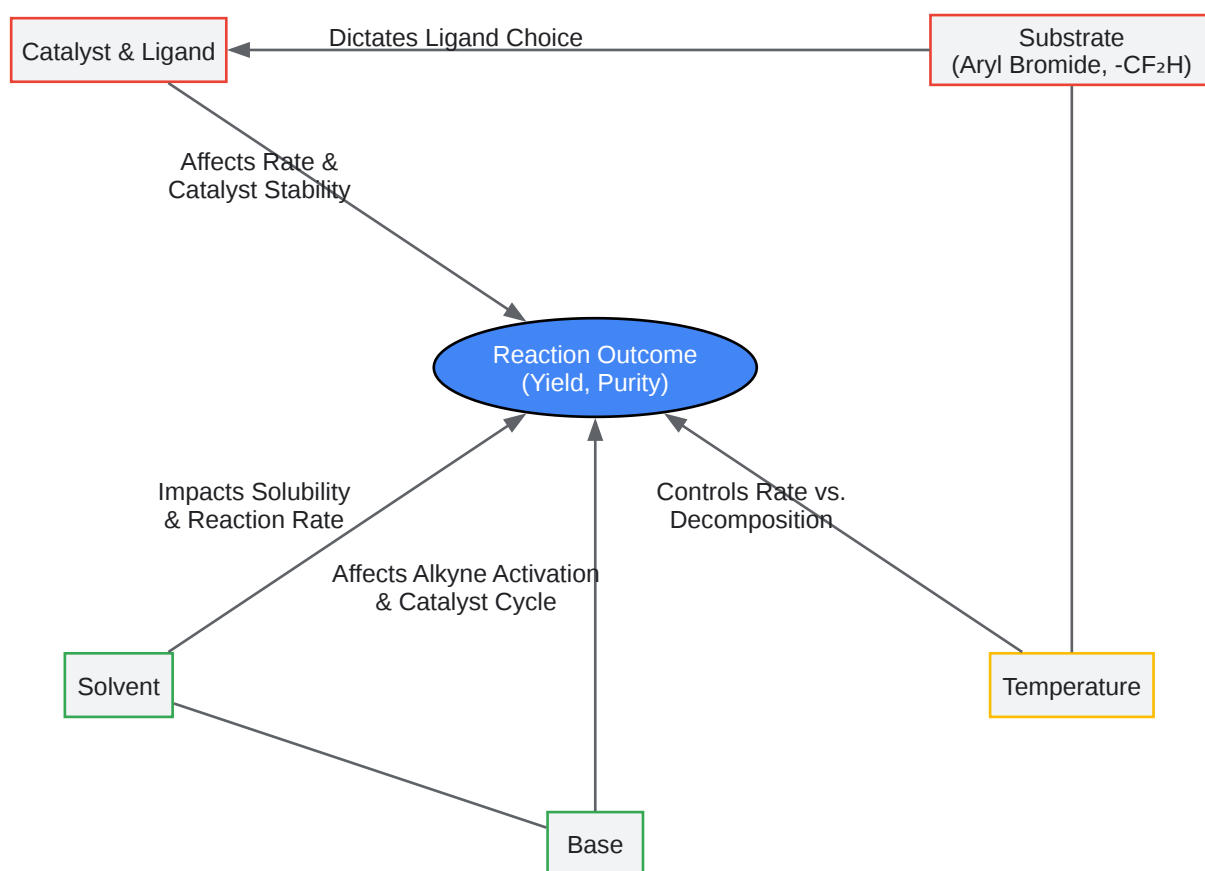 Catalyst & Ligand
Dictates Ligand Choice
Substrate
(Aryl Bromide, -CF₂H)
Affects Rate &
Catalyst Stability
Reaction Outcome
(Yield, Purity)
Impacts Solubility
& Reaction Rate
Controls Rate vs.
Decomposition
Affects Alkyne Activation
& Catalyst Cycle
Solvent
Temperature
Base